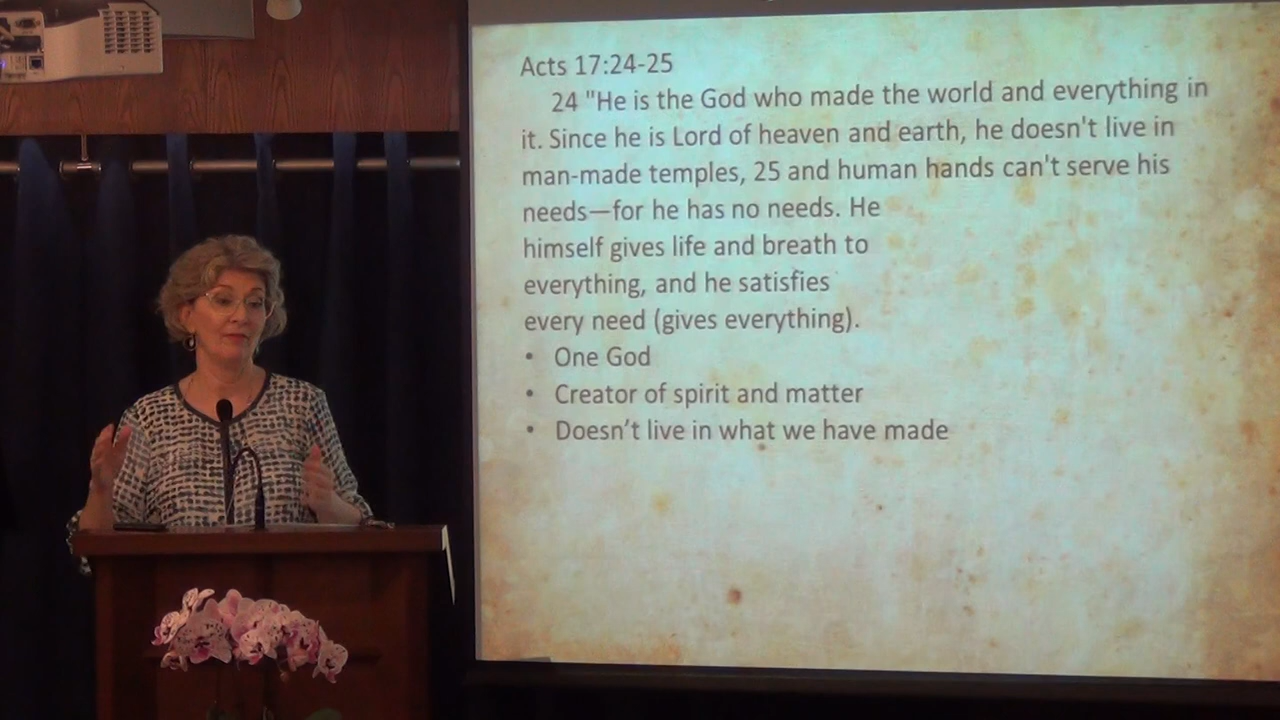 Acts 17:24-25
24 "He is the God who made the world and everything in
it. Since he is Lord of heaven and earth, he doesn't live in
man-made temples, 25 and human hands can't serve his
needs—for he has no needs. He
himself gives life and breath to
everything, and he satisfies
every need (gives everything).
• One God
• Creator of spirit and matter
• Doesn’t live in what we have made